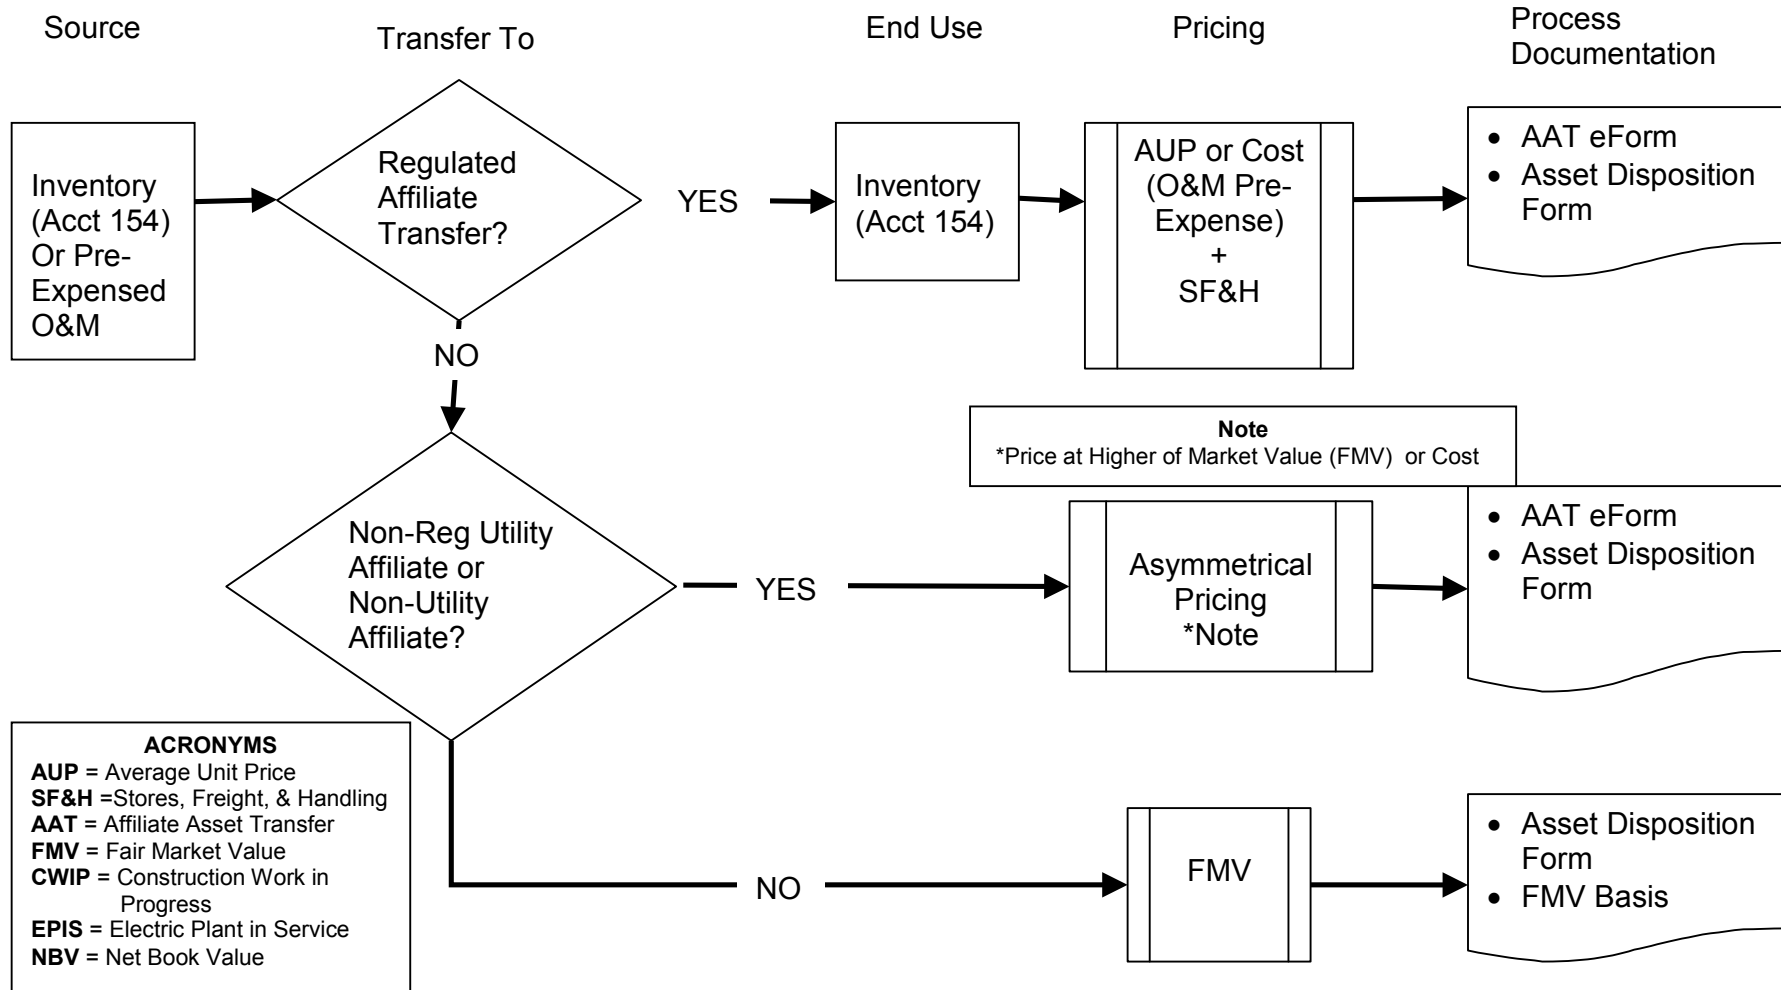 Source
Transfer To
End Use
Pricing
Process
Documentation
Inventory
(Acct 154)
Or Pre-
Expensed
O&M
Regulated
Affiliate
Transfer?
YES
Inventory
(Acct 154)
AUP or Cost
(O&M Pre-
Expense)
+
SF&H
• AAT eForm
• Asset Disposition
Form
NO
Note
*Price at Higher of Market Value (FMV) or Cost
Non-Reg Utility
Affiliate or
Non-Utility
Affiliate?
YES
Asymmetrical
Pricing
*Note
• AAT eForm
• Asset Disposition
Form
ACRONYMS
AUP = Average Unit Price
SF&H =Stores, Freight, & Handling
AAT = Affiliate Asset Transfer
FMV = Fair Market Value
CWIP = Construction Work in
Progress
EPIS = Electric Plant in Service
NBV = Net Book Value
NO
FMV
• Asset Disposition
Form
• FMV Basis